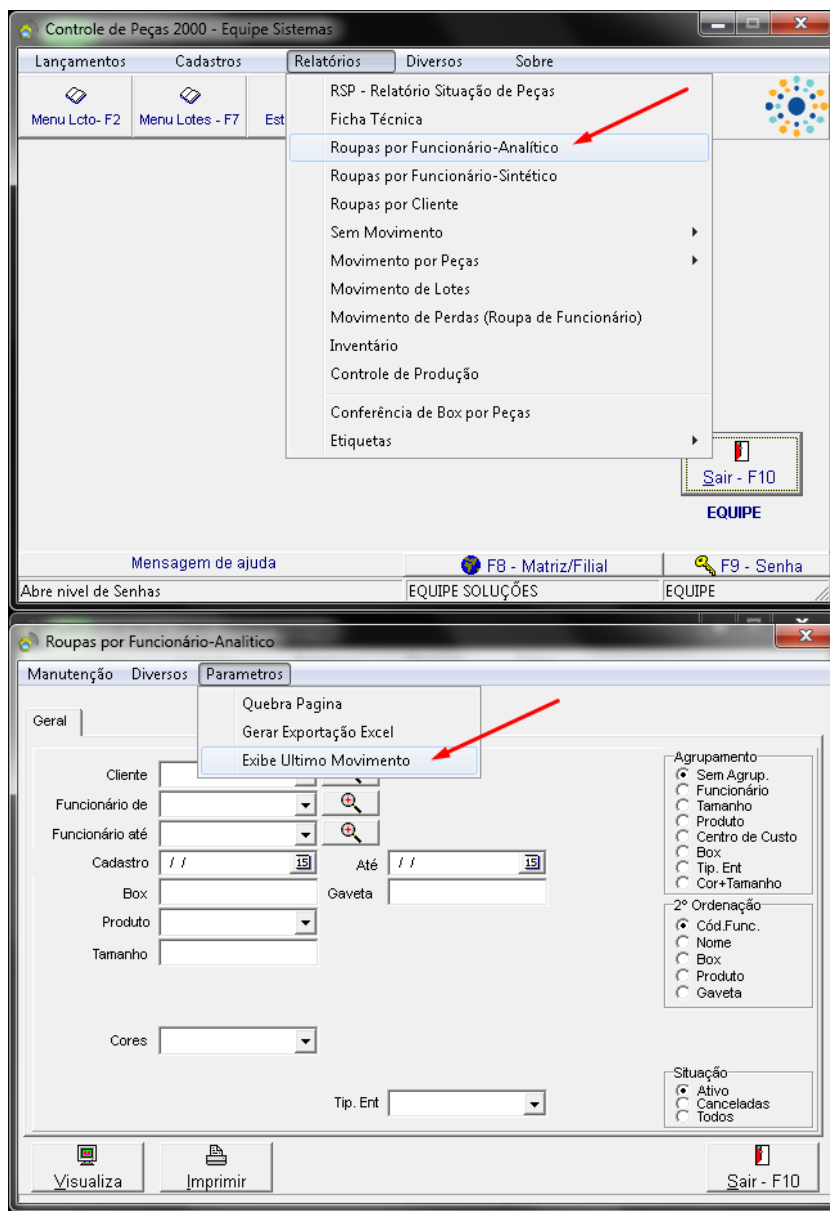 Controle de Peças 2000 - Equipe Sistemas
Lançamentos Cadastros Relatórios Diversos Sobre
Menu Lcto- F2 Menu Lotes - F7 Est
RSP - Relatório Situação de Peças
Ficha Técnica
Roupas por Funcionário-Analítico
Roupas por Funcionário-Sintético
Roupas por Cliente
Sem Movimento
Movimento por Peças
Movimento de Lotes
Movimento de Perdas (Roupa de Funcionário)
Inventário
Controle de Produção
Conferência de Box por Peças
Etiquetas
Sair - F10
EQUIPE
Mensagem de ajuda F8 - Matriz/Filial F9 - Senha
Abre nivel de Senhas EQUIPE SOLUÇÕES EQUIPE
Roupas por Funcionário-Analitico
Manutenção Diversos Parametros
Quebra Pagina
Gerar Exportação Excel
Exibe Ultimo Movimento
Geral
Cliente
Funcionário de
Funcionário até
Cadastro / / 15 Até / / 15
Box Gaveta
Produto
Tamanho
Cores
Tip. Ent
Agrupamento
Sem Agrup.
Funcionário
Tamanho
Produto
Centro de Custo
Box
Tip. Ent
Cor+Tamanho
2º Ordenação
Cód.Func.
Nome
Box
Produto
Gaveta
Situação
Ativo
Canceladas
Todos
Visualiza Imprimir Sair - F10